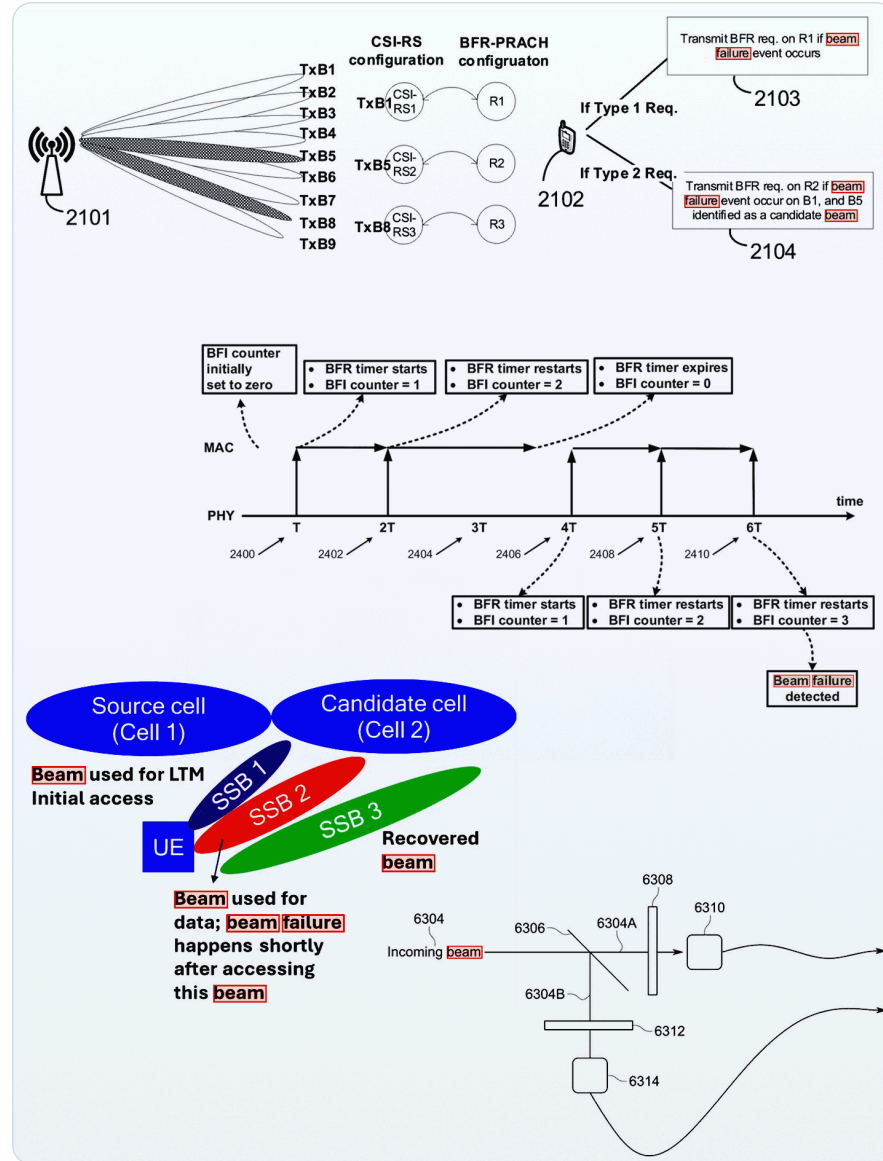 CSI-RS
configuration
BFR-PRACH
configruaton
TxB1
TxB2
TxB3
TxB4
TxB5
TxB6
TxB7
TxB8
TxB9
TxB1
CSI-
RS1
R1
TxB5
CSI-
RS2
R2
TxB8
CSI-
RS3
R3
2101
2102
If Type 1 Req.
If Type 2 Req.
Transmit BFR req. on R1 if beam
failure event occurs
2103
Transmit BFR req. on R2 if beam
failure event occur on B1, and B5
identified as a candidate beam
2104
BFI counter
initially
set to zero
• BFR timer starts
• BFI counter = 1
• BFR timer restarts
• BFI counter = 2
• BFR timer expires
• BFI counter = 0
MAC
PHY
time
T
2T
3T
4T
5T
6T
2400
2402
2404
2406
2408
2410
• BFR timer starts
• BFI counter = 1
• BFR timer restarts
• BFI counter = 2
• BFR timer restarts
• BFI counter = 3
Beam failure
detected
Source cell
(Cell 1)
Candidate cell
(Cell 2)
Beam used for LTM
Initial access
SSB 1
SSB 2
SSB 3
UE
Recovered
beam
Beam used for
data; beam failure
happens shortly
after accessing
this beam
6304
Incoming beam
6306
6304A
6308
6310
6304B
6312
6314